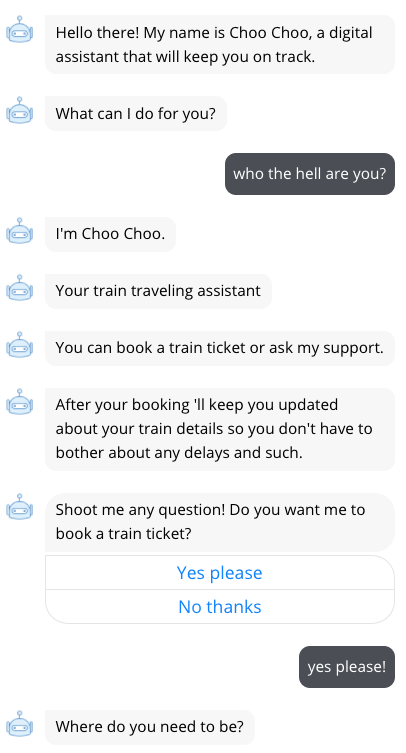 Hello there! My name is Choo Choo, a digital
assistant that will keep you on track.
What can I do for you?
who the hell are you?
I'm Choo Choo.
Your train traveling assistant
You can book a train ticket or ask my support.
After your booking 'll keep you updated
about your train details so you don't have to
bother about any delays and such.
Shoot me any question! Do you want me to
book a train ticket?
Yes please
No thanks
yes please!
Where do you need to be?